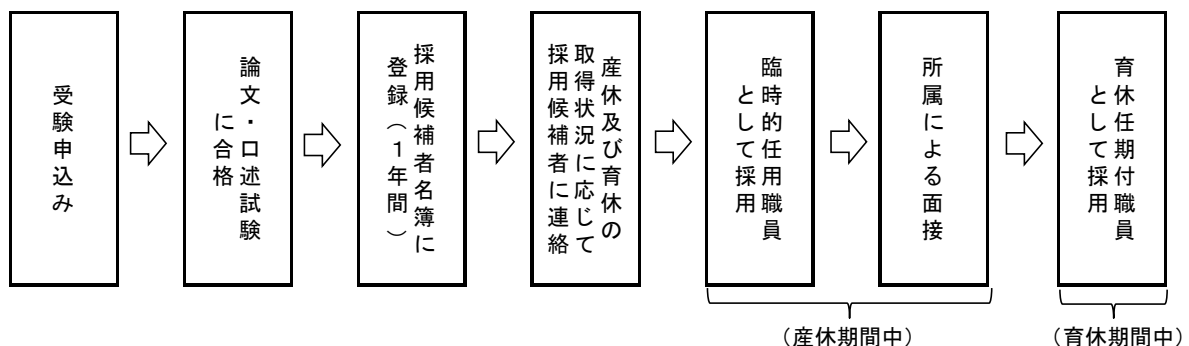 受験申込み
論文・口述試験
に合格
採用候補者名簿に
登録（１年間）
産休及び育休の
取得状況に応じて
採用候補者に連絡
臨時的任用職員
として採用
所属による面接
育休任期付職員
として採用
（産休期間中）
（育休期間中）